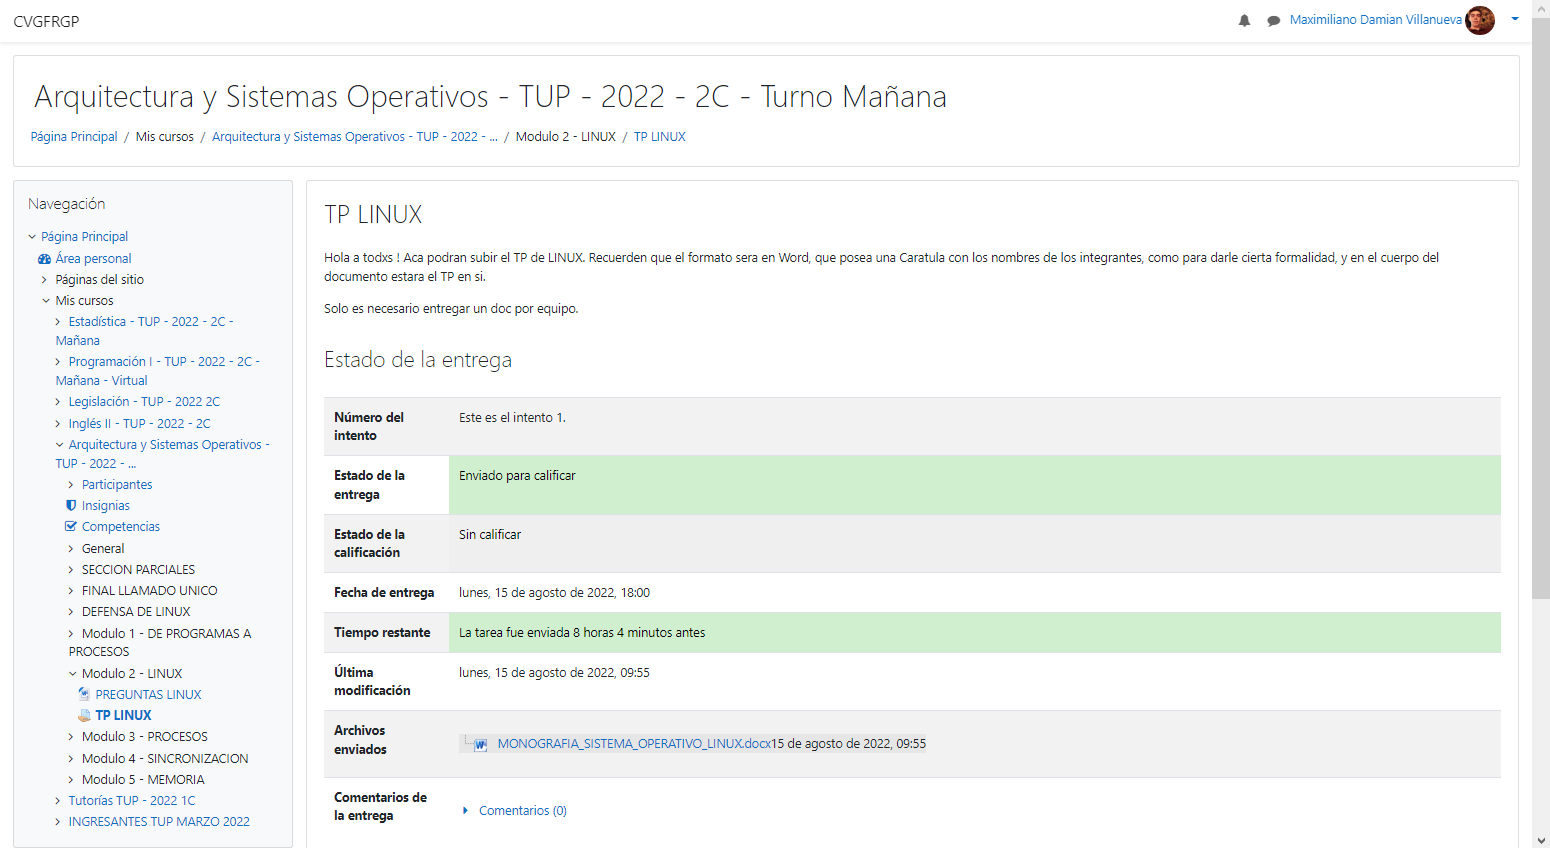 CVGFRGP
Maximiliano Damian Villanueva
Arquitectura y Sistemas Operativos - TUP - 2022 - 2C - Turno Mañana
Página Principal / Mis cursos / Arquitectura y Sistemas Operativos - TUP - 2022 - ... / Modulo 2 - LINUX / TP LINUX
Navegación
Página Principal
Área personal
Páginas del sitio
Mis cursos
Estadística - TUP - 2022 - 2C -
Mañana
Programación I - TUP - 2022 - 2C -
Mañana - Virtual
Legislación - TUP - 2022 2C
Inglés II - TUP - 2022 - 2C
Arquitectura y Sistemas Operativos -
TUP - 2022 - ...
Participantes
Insignias
Competencias
General
SECCION PARCIALES
FINAL LLAMADO UNICO
DEFENSA DE LINUX
Modulo 1 - DE PROGRAMAS A
PROCESOS
Modulo 2 - LINUX
PREGUNTAS LINUX
TP LINUX
Modulo 3 - PROCESOS
Modulo 4 - SINCRONIZACION
Modulo 5 - MEMORIA
Tutorías TUP - 2022 1C
INGRESANTES TUP MARZO 2022
TP LINUX
Hola a todxs ! Aca podran subir el TP de LINUX. Recuerden que el formato sera en Word, que posea una Caratula con los nombres de los integrantes, como para darle cierta formalidad, y en el cuerpo del
documento estara el TP en si.
Solo es necesario entregar un doc por equipo.
Estado de la entrega
Número del
intento
Este es el intento 1.
Estado de la
entrega
Enviado para calificar
Estado de la
calificación
Sin calificar
Fecha de entrega
lunes, 15 de agosto de 2022, 18:00
Tiempo restante
La tarea fue enviada 8 horas 4 minutos antes
Última
modificación
lunes, 15 de agosto de 2022, 09:55
Archivos
enviados
MONOGRAFIA_SISTEMA_OPERATIVO_LINUX.docx15 de agosto de 2022, 09:55
Comentarios de
la entrega
Comentarios (0)